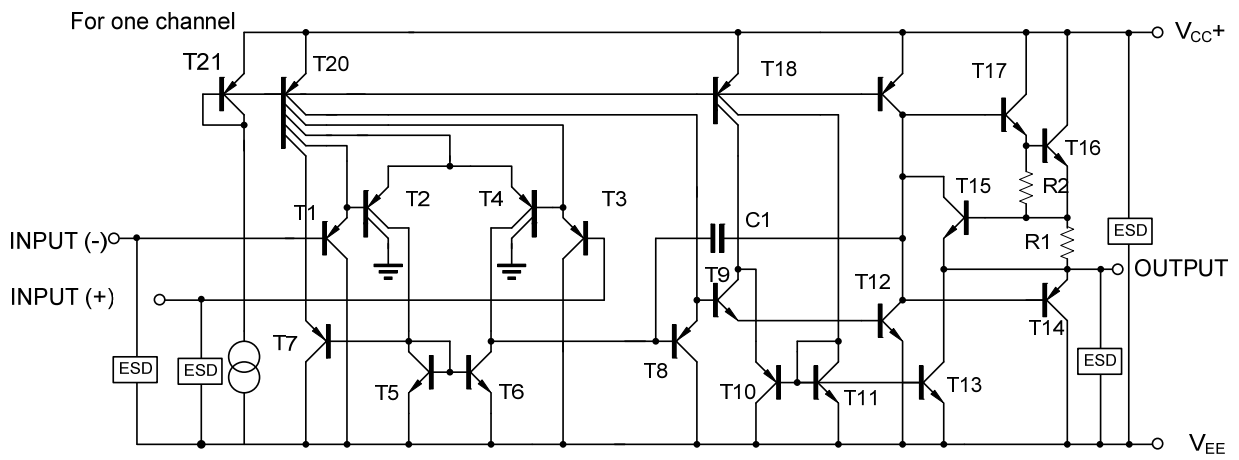 For one channel
VCC+
T21
T20
T18
T17
T16
T2
T4
T3
T15
R2
T1
C1
ESD
INPUT (-)
R1
OUTPUT
INPUT (+)
T9
T12
T14
T7
ESD
ESD
T8
ESD
T5
T6
T10
T11
T13
VEE